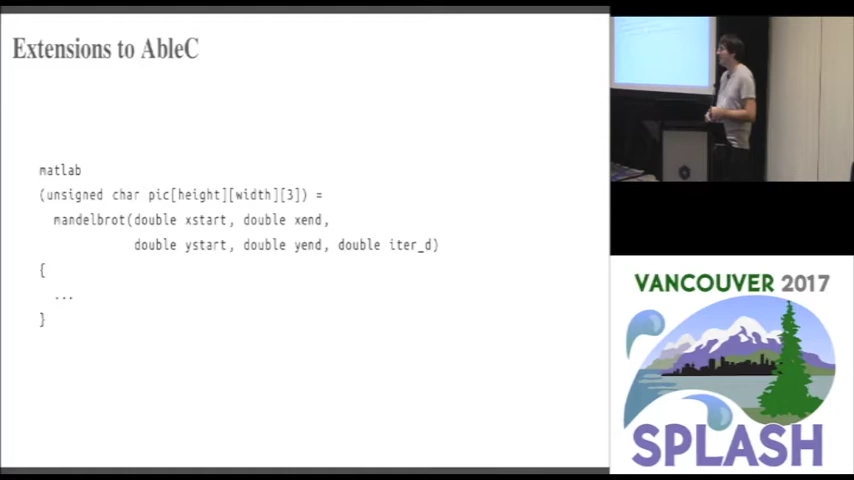 Extensions to AbleC
matlab
(unsigned char pic[height][width][3]) =
mandelbrot(double xstart, double xend,
double ystart, double yend, double iter_d)
{
...
}
VANCOUVER 2017
SPLASH